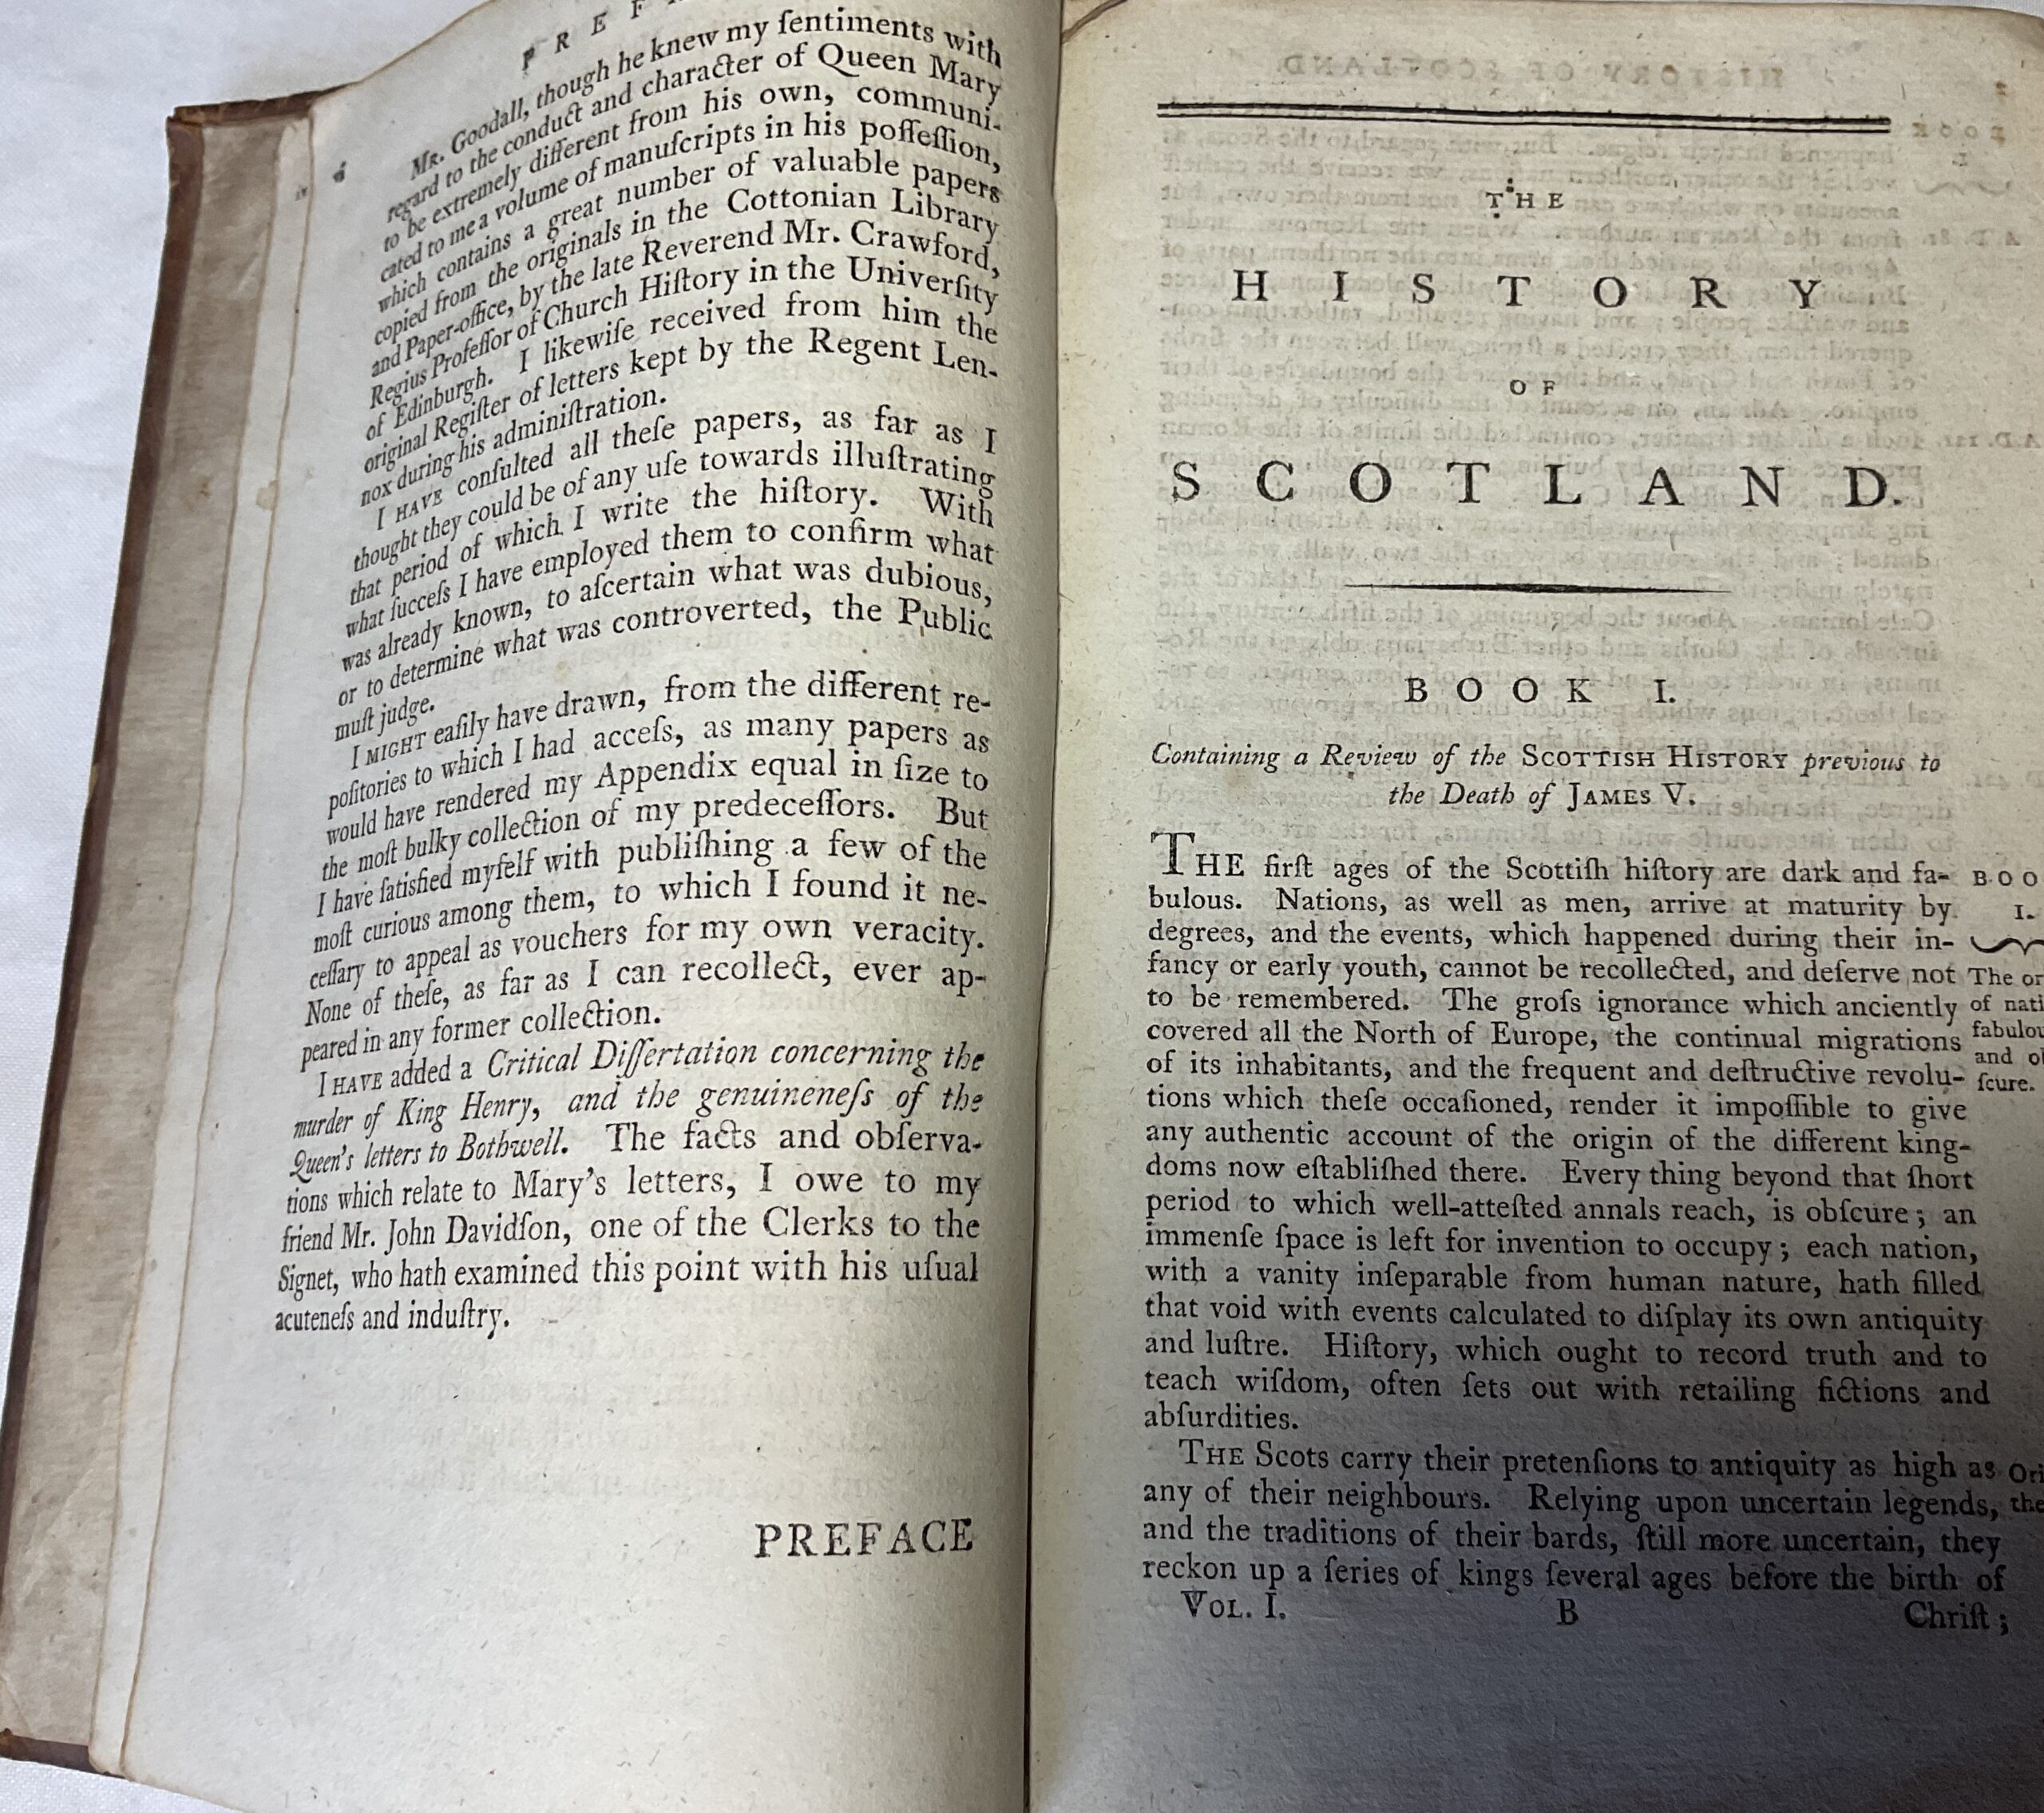 PREF
MR. Goodall, though he knew my ſentiments with
regard to the conduct and character of Queen Mary
to be extremely different from his own, communi-
cated to me a volume of manuſcripts in his poſſeſſion,
which contains a great number of valuable papers
copied from the originals in the Cottonian Library
and Paper-office, by the late Reverend Mr. Crawford,
Regius Profeſſor of Church Hiſtory in the Univerſity
of Edinburgh. I likewiſe received from him the
original Regiſter of letters kept by the Regent Len-
nox during his adminiſtration.
I HAVE conſulted all theſe papers, as far as I
thought they could be of any uſe towards illuſtrating
that period of which I write the hiſtory. With
what ſucceſs I have employed them to confirm what
was already known, to aſcertain what was dubious,
or to determine what was controverted, the Public
muſt judge.
I MIGHT eaſily have drawn, from the different re-
poſitories to which I had acceſs, as many papers as
would have rendered my Appendix equal in ſize to
the moſt bulky collection of my predeceſſors. But
I have ſatisfied myſelf with publiſhing a few of the
moſt curious among them, to which I found it ne-
ceſſary to appeal as vouchers for my own veracity.
None of theſe, as far as I can recollect, ever ap-
peared in any former collection.
I HAVE added a Critical Diſſertation concerning the
murder of King Henry, and the genuineneſs of the
Queen's letters to Bothwell. The facts and obſerva-
tions which relate to Mary's letters, I owe to my
friend Mr. John Davidſon, one of the Clerks to the
Signet, who hath examined this point with his uſual
acuteneſs and induſtry.
PREFACE
THE
HISTORY
OF
SCOTLAND.
BOOK I.
Containing a Review of the SCOTTISH HISTORY previous to
the Death of JAMES V.
THE firſt ages of the Scottiſh hiſtory are dark and fa-
bulous. Nations, as well as men, arrive at maturity by
degrees, and the events, which happened during their in-
fancy or early youth, cannot be recollected, and deſerve not
to be remembered. The groſs ignorance which anciently
covered all the North of Europe, the continual migrations
of its inhabitants, and the frequent and deſtructive revolu-
tions which theſe occaſioned, render it impoſſible to give
any authentic account of the origin of the different king-
doms now eſtabliſhed there. Every thing beyond that ſhort
period to which well-atteſted annals reach, is obſcure; an
immenſe ſpace is left for invention to occupy; each nation,
with a vanity inſeparable from human nature, hath filled
that void with events calculated to diſplay its own antiquity
and luſtre. Hiſtory, which ought to record truth and to
teach wiſdom, often ſets out with retailing fictions and
abſurdities.
THE Scots carry their pretenſions to antiquity as high as
any of their neighbours. Relying upon uncertain legends,
and the traditions of their bards, ſtill more uncertain, they
reckon up a ſeries of kings ſeveral ages before the birth of
VOL. I. B Chriſt;
BOO
I.
The or
of nati
fabulou
and ob
ſcure.
Ori
the